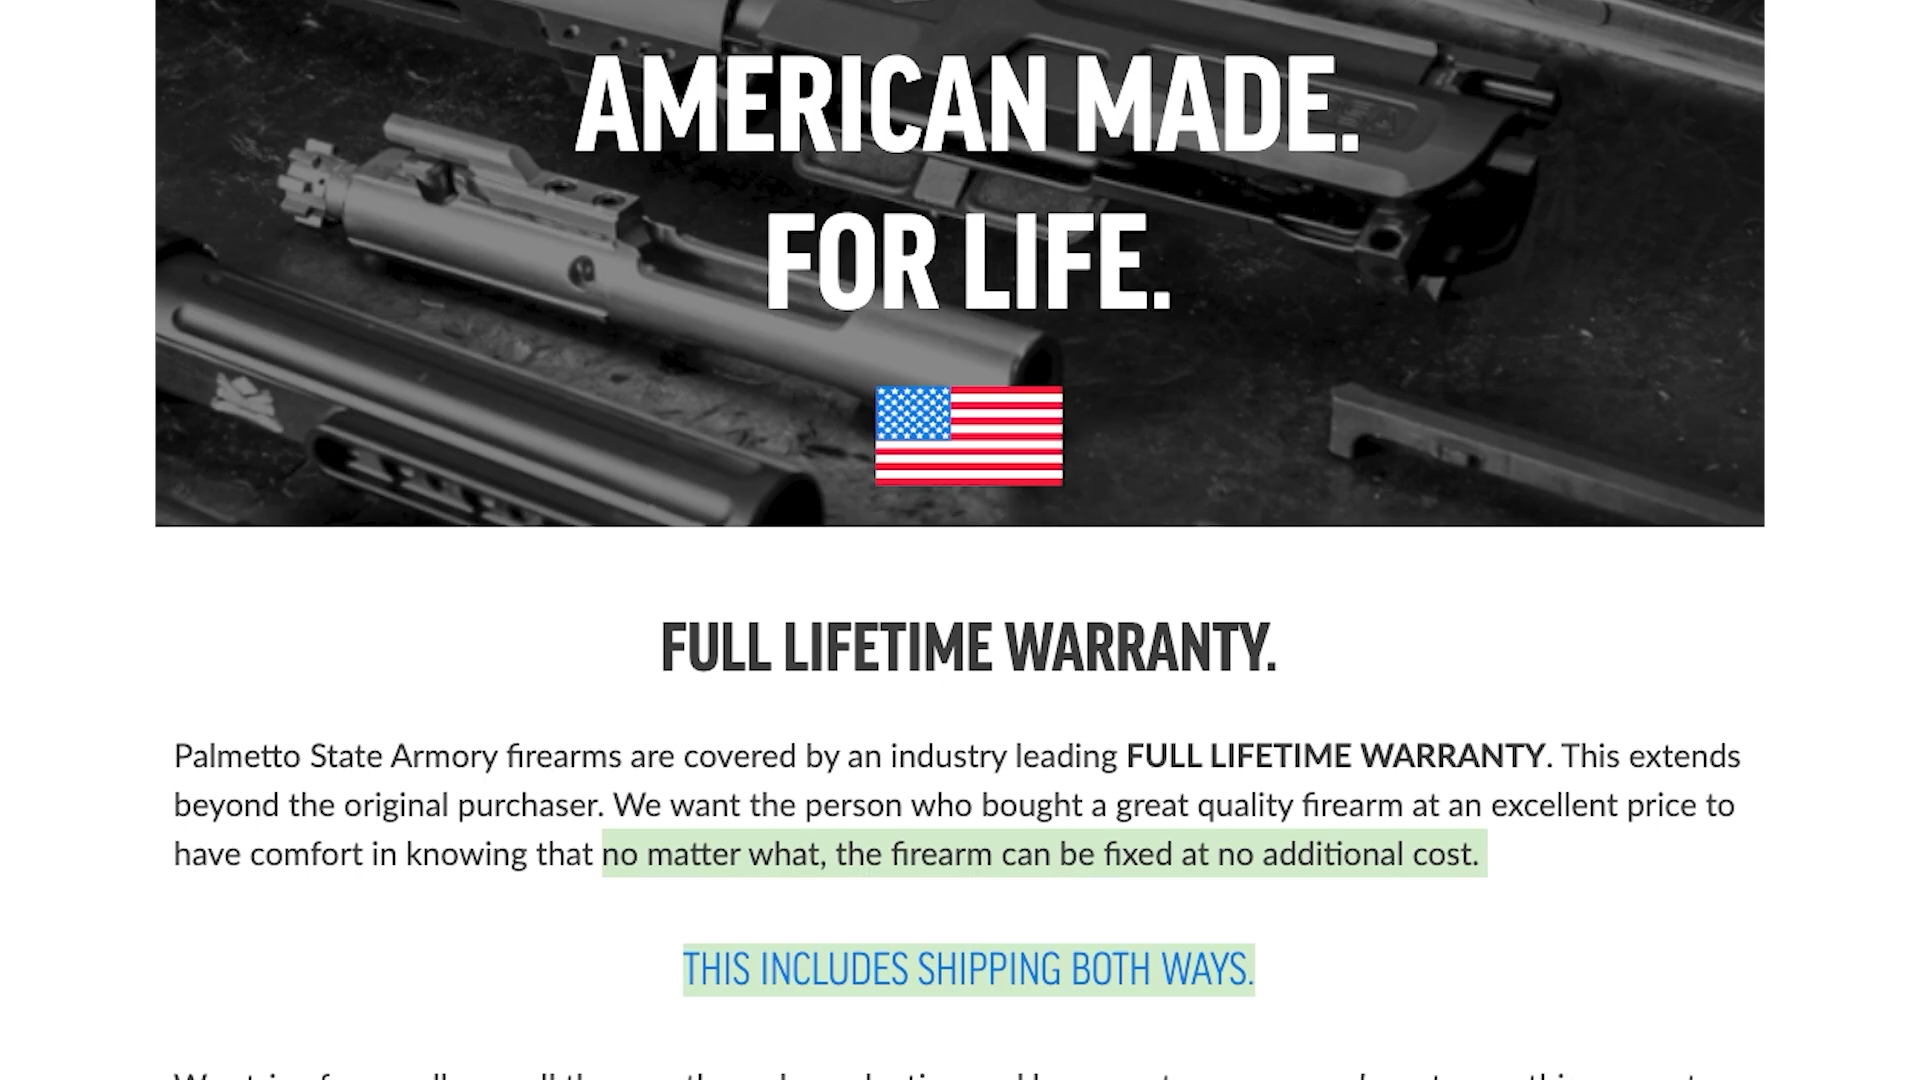 AMERICAN MADE.
FOR LIFE.
FULL LIFETIME WARRANTY.
Palmetto State Armory firearms are covered by an industry leading FULL LIFETIME WARRANTY. This extends
beyond the original purchaser. We want the person who bought a great quality firearm at an excellent price to
have comfort in knowing that no matter what, the firearm can be fixed at no additional cost.
THIS INCLUDES SHIPPING BOTH WAYS.